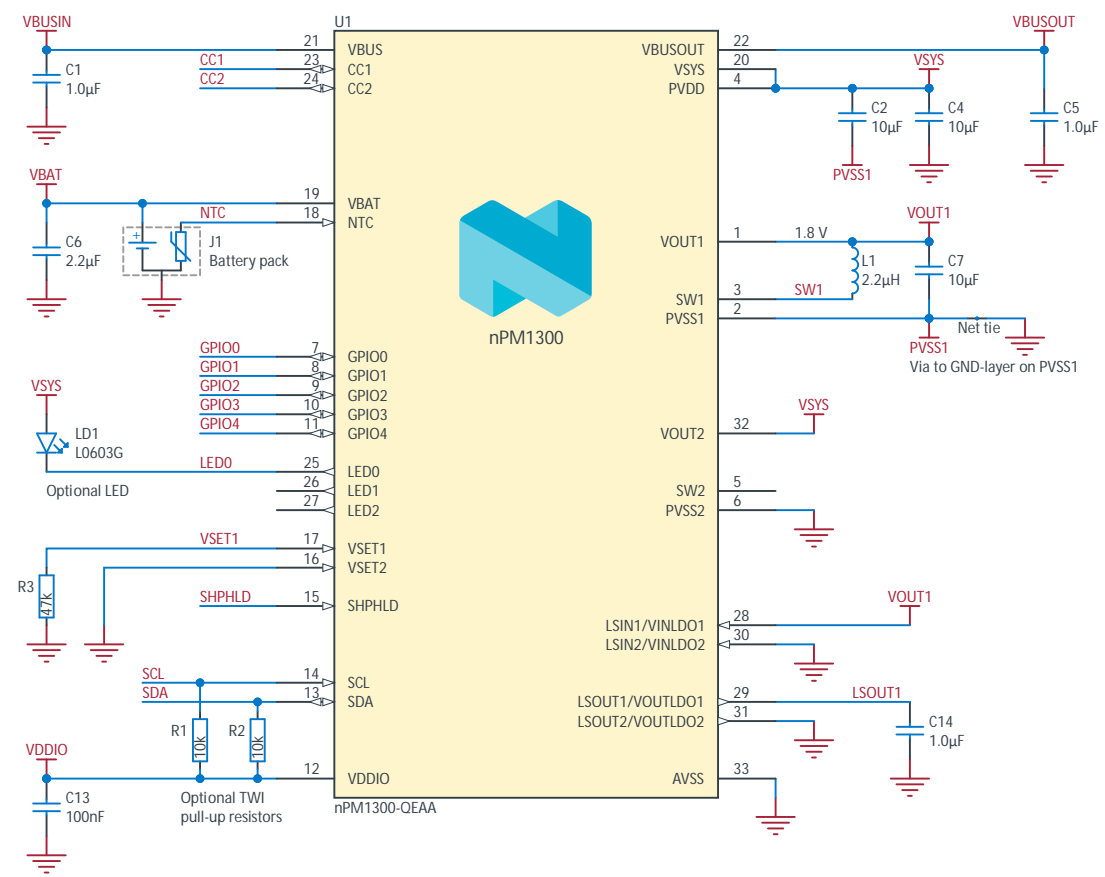 U1
VBUSIN
C1
1.0µF
CC1
CC2
21
23
24
VBUS
CC1
CC2
VBAT
C6
2.2µF
NTC
+
J1
Battery pack
19
18
VBAT
NTC
GPIO0
GPIO1
GPIO2
GPIO3
GPIO4
7
8
9
10
11
GPIO0
GPIO1
GPIO2
GPIO3
GPIO4
VSYS
LD1
L0603G
LED0
Optional LED
25
26
27
LED0
LED1
LED2
VSET1
R3
47k
17
16
VSET1
VSET2
SHPHLD
15
SHPHLD
SCL
SDA
14
13
SCL
SDA
R1
10k
R2
10k
VDDIO
C13
100nF
Optional TWI
pull-up resistors
12
VDDIO
nPM1300
nPM1300-QEAA
VBUSOUT
VSYS
PVDD
22
20
4
VBUSOUT
VSYS
C2
10µF
C4
10µF
C5
1.0µF
PVSS1
VOUT1
SW1
PVSS1
1
3
2
1.8 V
SW1
VOUT1
L1
2.2µH
C7
10µF
Net tie
PVSS1
Via to GND-layer on PVSS1
VOUT2
32
VSYS
SW2
PVSS2
5
6
LSIN1/VINLDO1
LSIN2/VINLDO2
28
30
VOUT1
LSOUT1/VOUTLDO1
LSOUT2/VOUTLDO2
29
31
LSOUT1
C14
1.0µF
AVSS
33